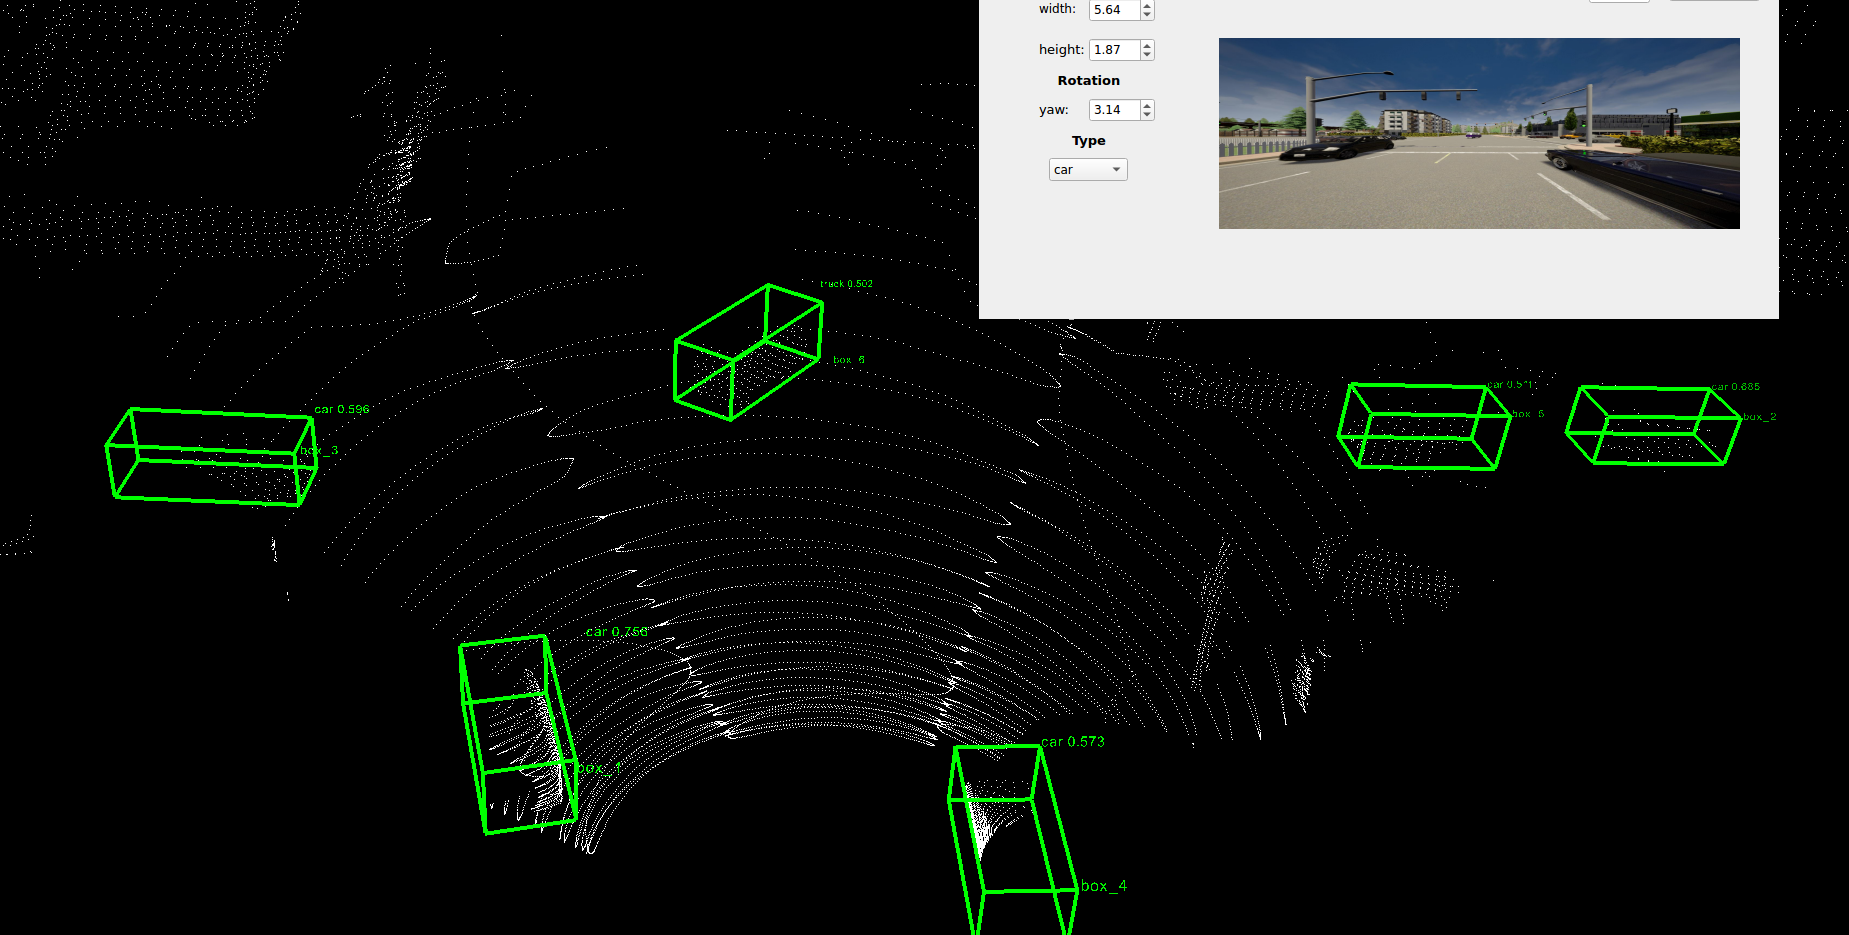 width: 5.64
height: 1.87
Rotation
yaw: 3.14
Type
car
truck 0.502
box_6
car 0.596
box_3
car 0.571
box_5
car 0.685
box_2
car 0.756
box_1
car 0.573
box_4